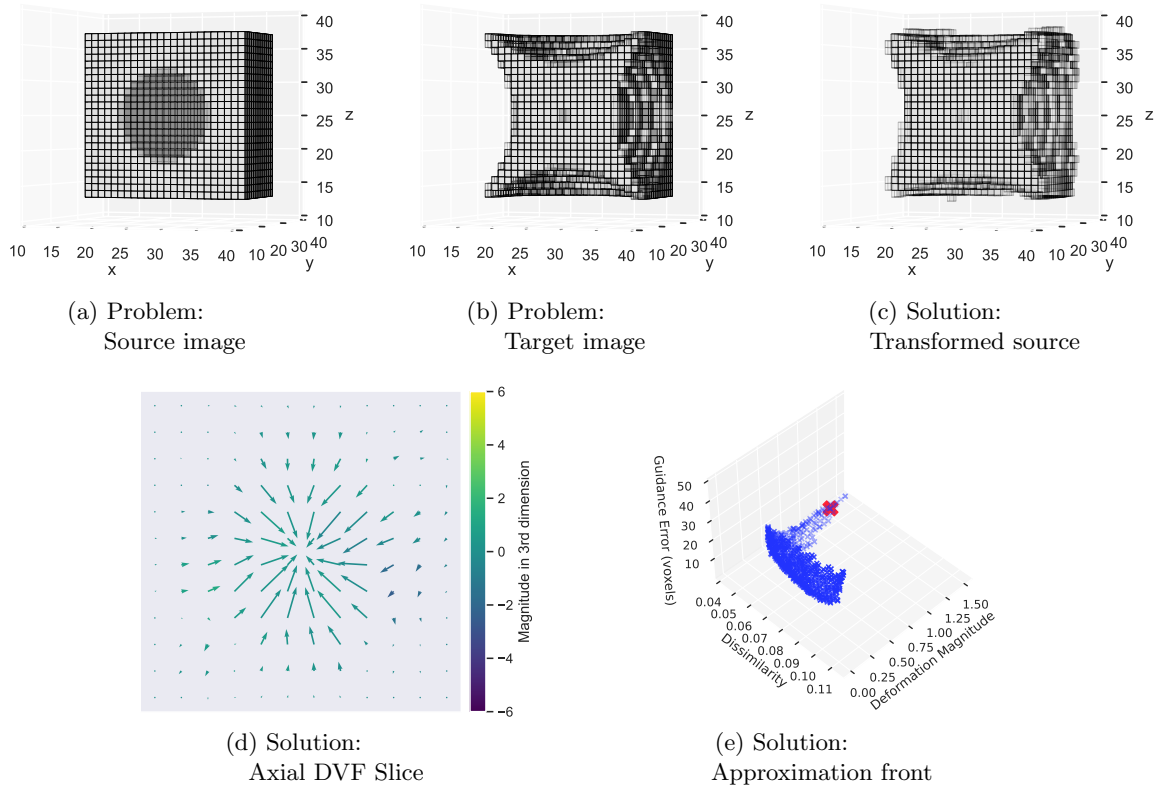 40
35
30
25
z
20
15
10
10 15 20 25 30 35 40 10 20 30 40
x
y
40
35
30
25
z
20
15
10
10 15 20 25 30 35 40 10 20 30 40
x
y
40
35
30
25
z
20
15
10
10 15 20 25 30 35 40 10 20 30 40
x
y
(a) Problem:
Source image
(b) Problem:
Target image
(c) Solution:
Transformed source
6
4
2
0
−2
−4
−6
Magnitude in 3rd dimension
(d) Solution:
Axial DVF Slice
Guidance Error (voxels)
50
40
30
20
10
0.04
0.05
0.06
0.07
0.08
0.09
0.10
0.11
Dissimilarity
0.00
0.25
0.50
0.75
1.00
1.25
1.50
Deformation Magnitude
(e) Solution:
Approximation front